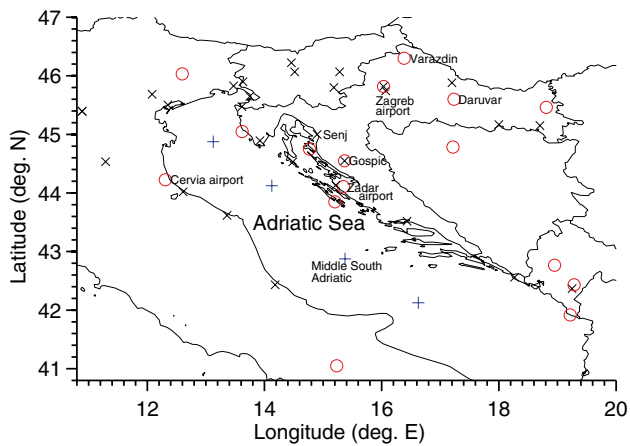 47
46
45
44
43
42
41
Latitude (deg. N)
Varazdin
Zagreb
airport
Daruvar
Senj
Gospic
Zadar
airport
Cervia airport
Adriatic Sea
Middle South
Adriatic
12
14
16
18
20
Longitude (deg. E)